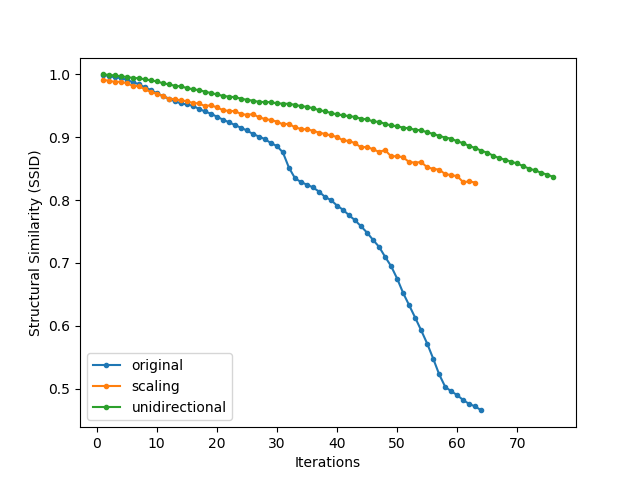 1.0
0.9
0.8
0.7
0.6
0.5
Structural Similarity (SSID)
original
scaling
unidirectional
0 10 20 30 40 50 60 70
Iterations